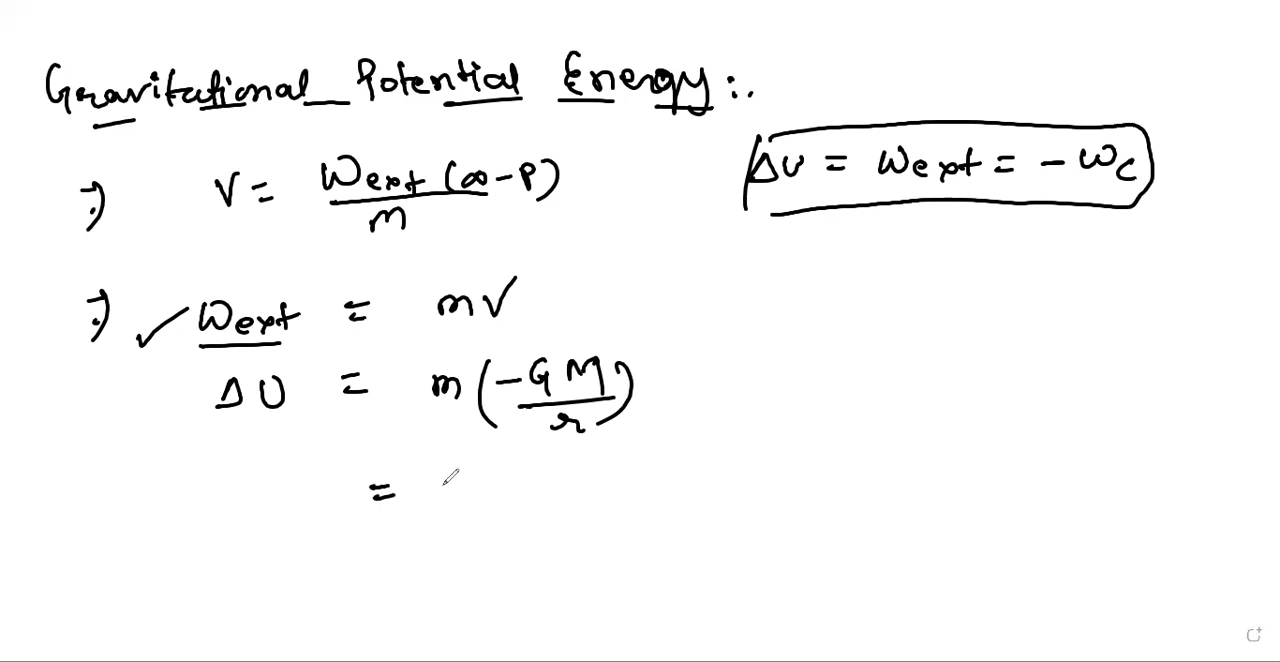 Gravitational Potential Energy:.
ΔU = Wext = - Wc
⇒ V = Wext (∞-P) / m
⇒ ✓ Wext = mV
ΔU = m (-GM / r)
=